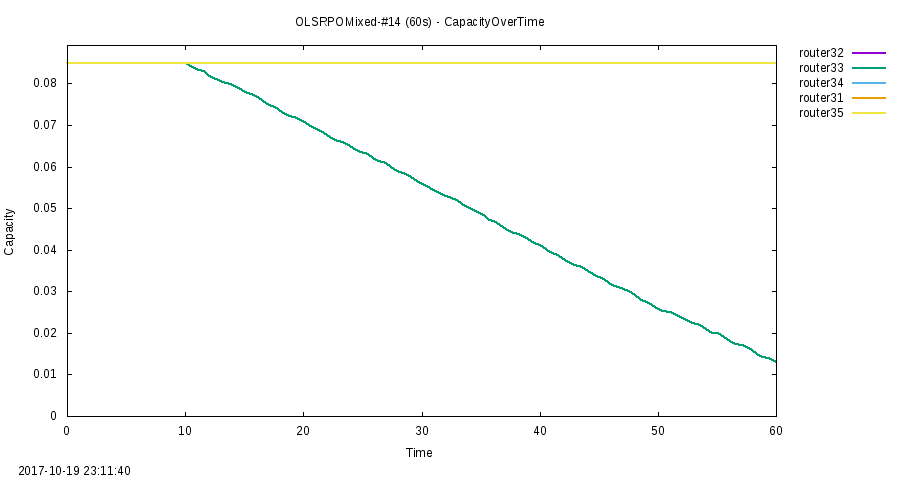 OLSRPOMixed-#14 (60s) - CapacityOverTime
router32
router33
router34
router31
router35
0.08
0.07
0.06
0.05
0.04
0.03
0.02
0.01
0
Capacity
0 10 20 30 40 50 60
Time
2017-10-19 23:11:40